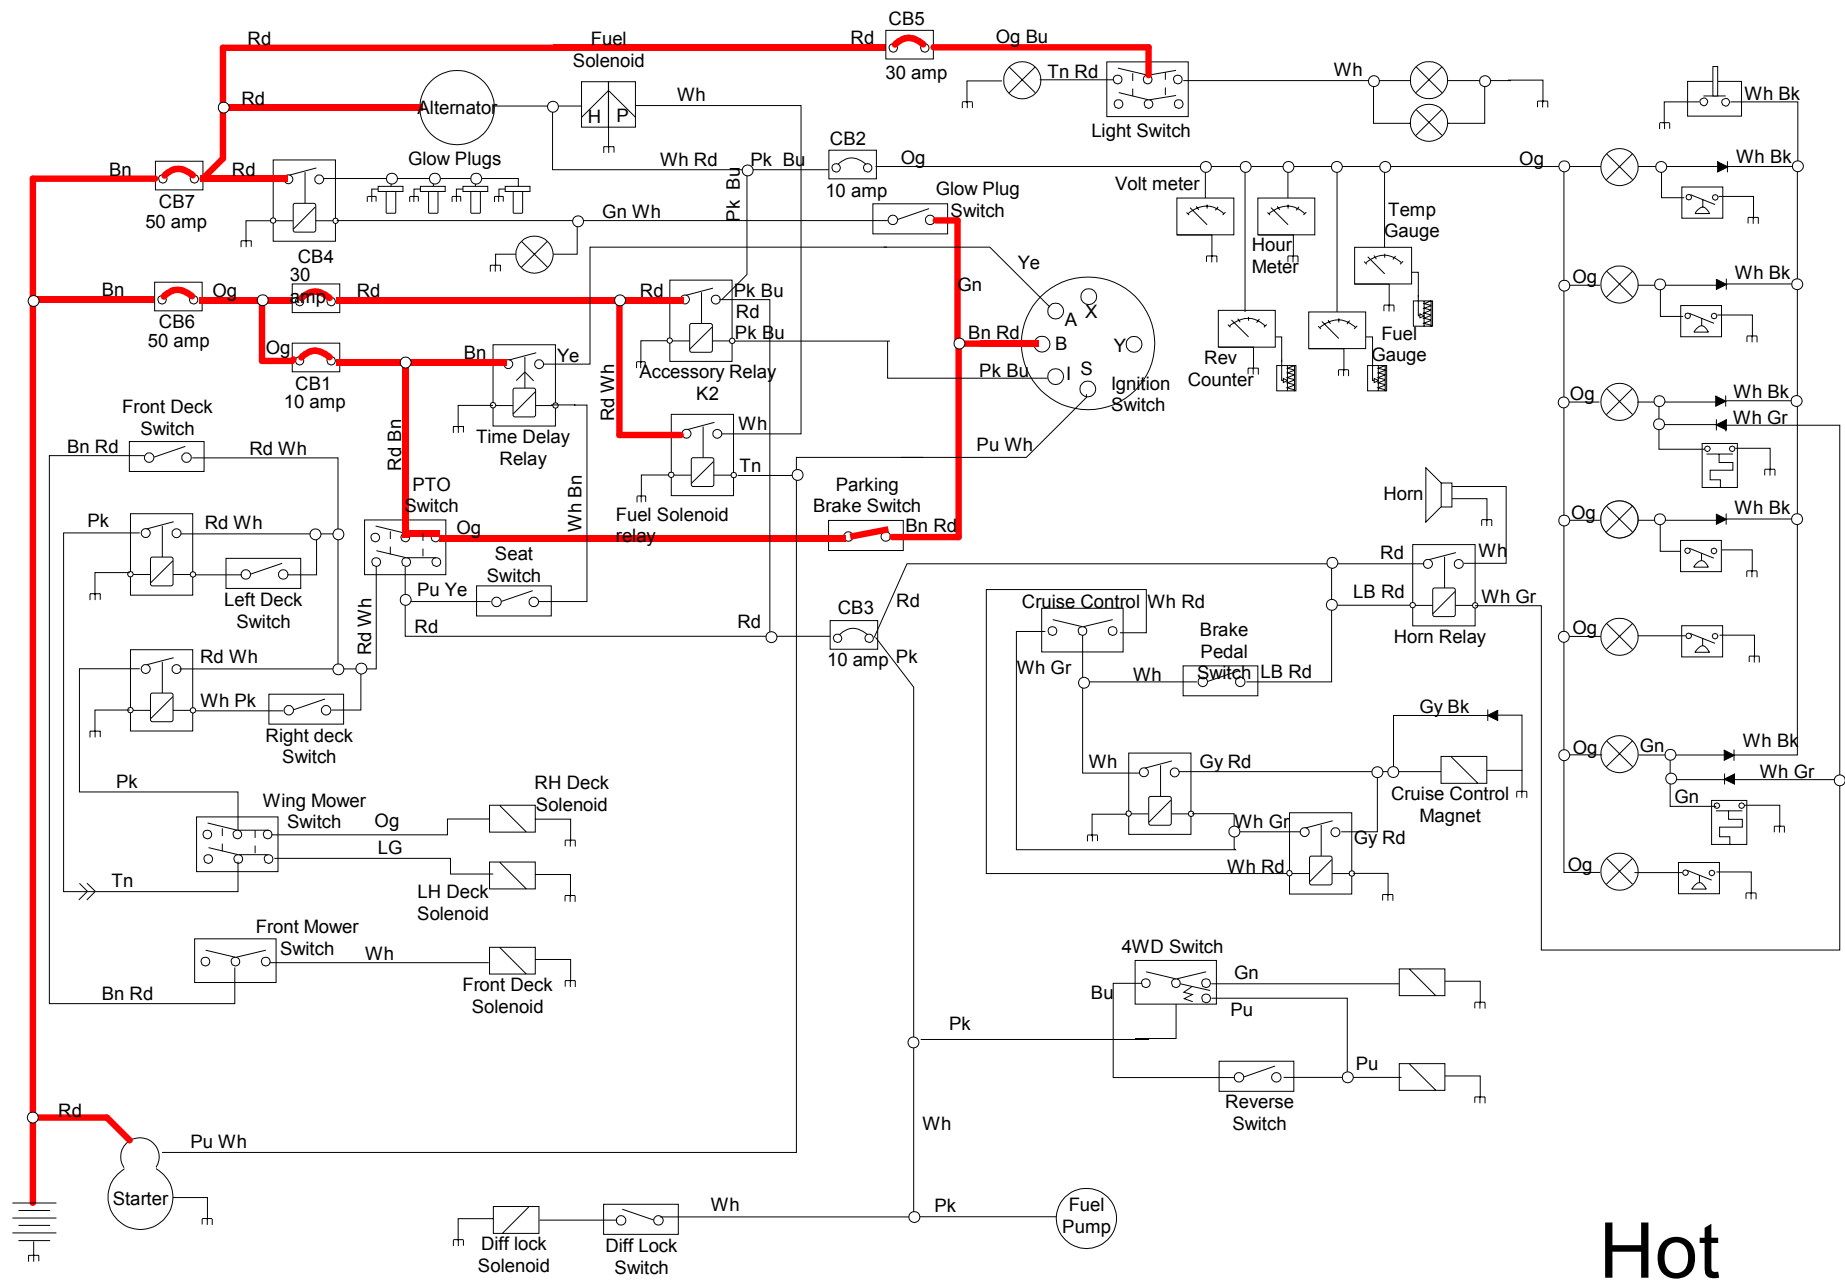 CB5
Rd
Fuel
Solenoid
Rd
Og Bu
30 amp
Tn Rd
Wh
Rd
Alternator
H P
Wh
Light Switch
Wh Bk
Glow Plugs
Wh Rd
Pk Bu
CB2
10 amp
Og
Og
Wh Bk
Bn
Rd
CB7
50 amp
Pk Bu
Glow Plug
Switch
Volt meter
Temp
Gauge
Hour
Meter
Gn Wh
CB4
30
amp
Ye
Gn
Bn
Og
Rd
Rd
Pk Bu
Rd
Pk Bu
CB6
50 amp
X
A
B
Y
I
S
Bn Rd
Pk Bu
Ignition
Switch
Rev
Counter
Fuel
Gauge
Og
Wh Bk
Og
CB1
10 amp
Bn
Ye
Accessory Relay
K2
Rd Wh
Wh
Tn
Pu Wh
Og
Wh Bk
Wh Gr
Front Deck
Switch
Bn Rd
Rd Wh
Rd Bn
Time Delay
Relay
Wh Bn
PTO
Switch
Fuel Solenoid
relay
Parking
Brake Switch
Bn Rd
Horn
Og
Wh Bk
Pk
Rd Wh
Og
Seat
Switch
Rd
Wh
Left Deck
Switch
Pu Ye
Rd
Rd
CB3
10 amp
Rd
Pk
Cruise Control
Wh Rd
LB Rd
Wh Gr
Horn Relay
Brake
Pedal
Switch
Og
Rd Wh
Rd Wh
Wh Pk
Right deck
Switch
Wh Gr
Wh
LB Rd
Gy Bk
Pk
Wing Mower
Switch
RH Deck
Solenoid
Og
LG
Wh
Gy Rd
Cruise Control
Magnet
Og
Gn
Wh Bk
Wh Gr
Gn
Tn
LH Deck
Solenoid
Wh Gr
Gy Rd
Wh Rd
Og
Front Mower
Switch
Wh
Front Deck
Solenoid
Bn Rd
4WD Switch
Gn
Bu
Pu
Pk
Pu
Reverse
Switch
Rd
Pu Wh
Wh
Starter
Wh
Pk
Fuel
Pump
Diff lock
Solenoid
Diff Lock
Switch
Hot